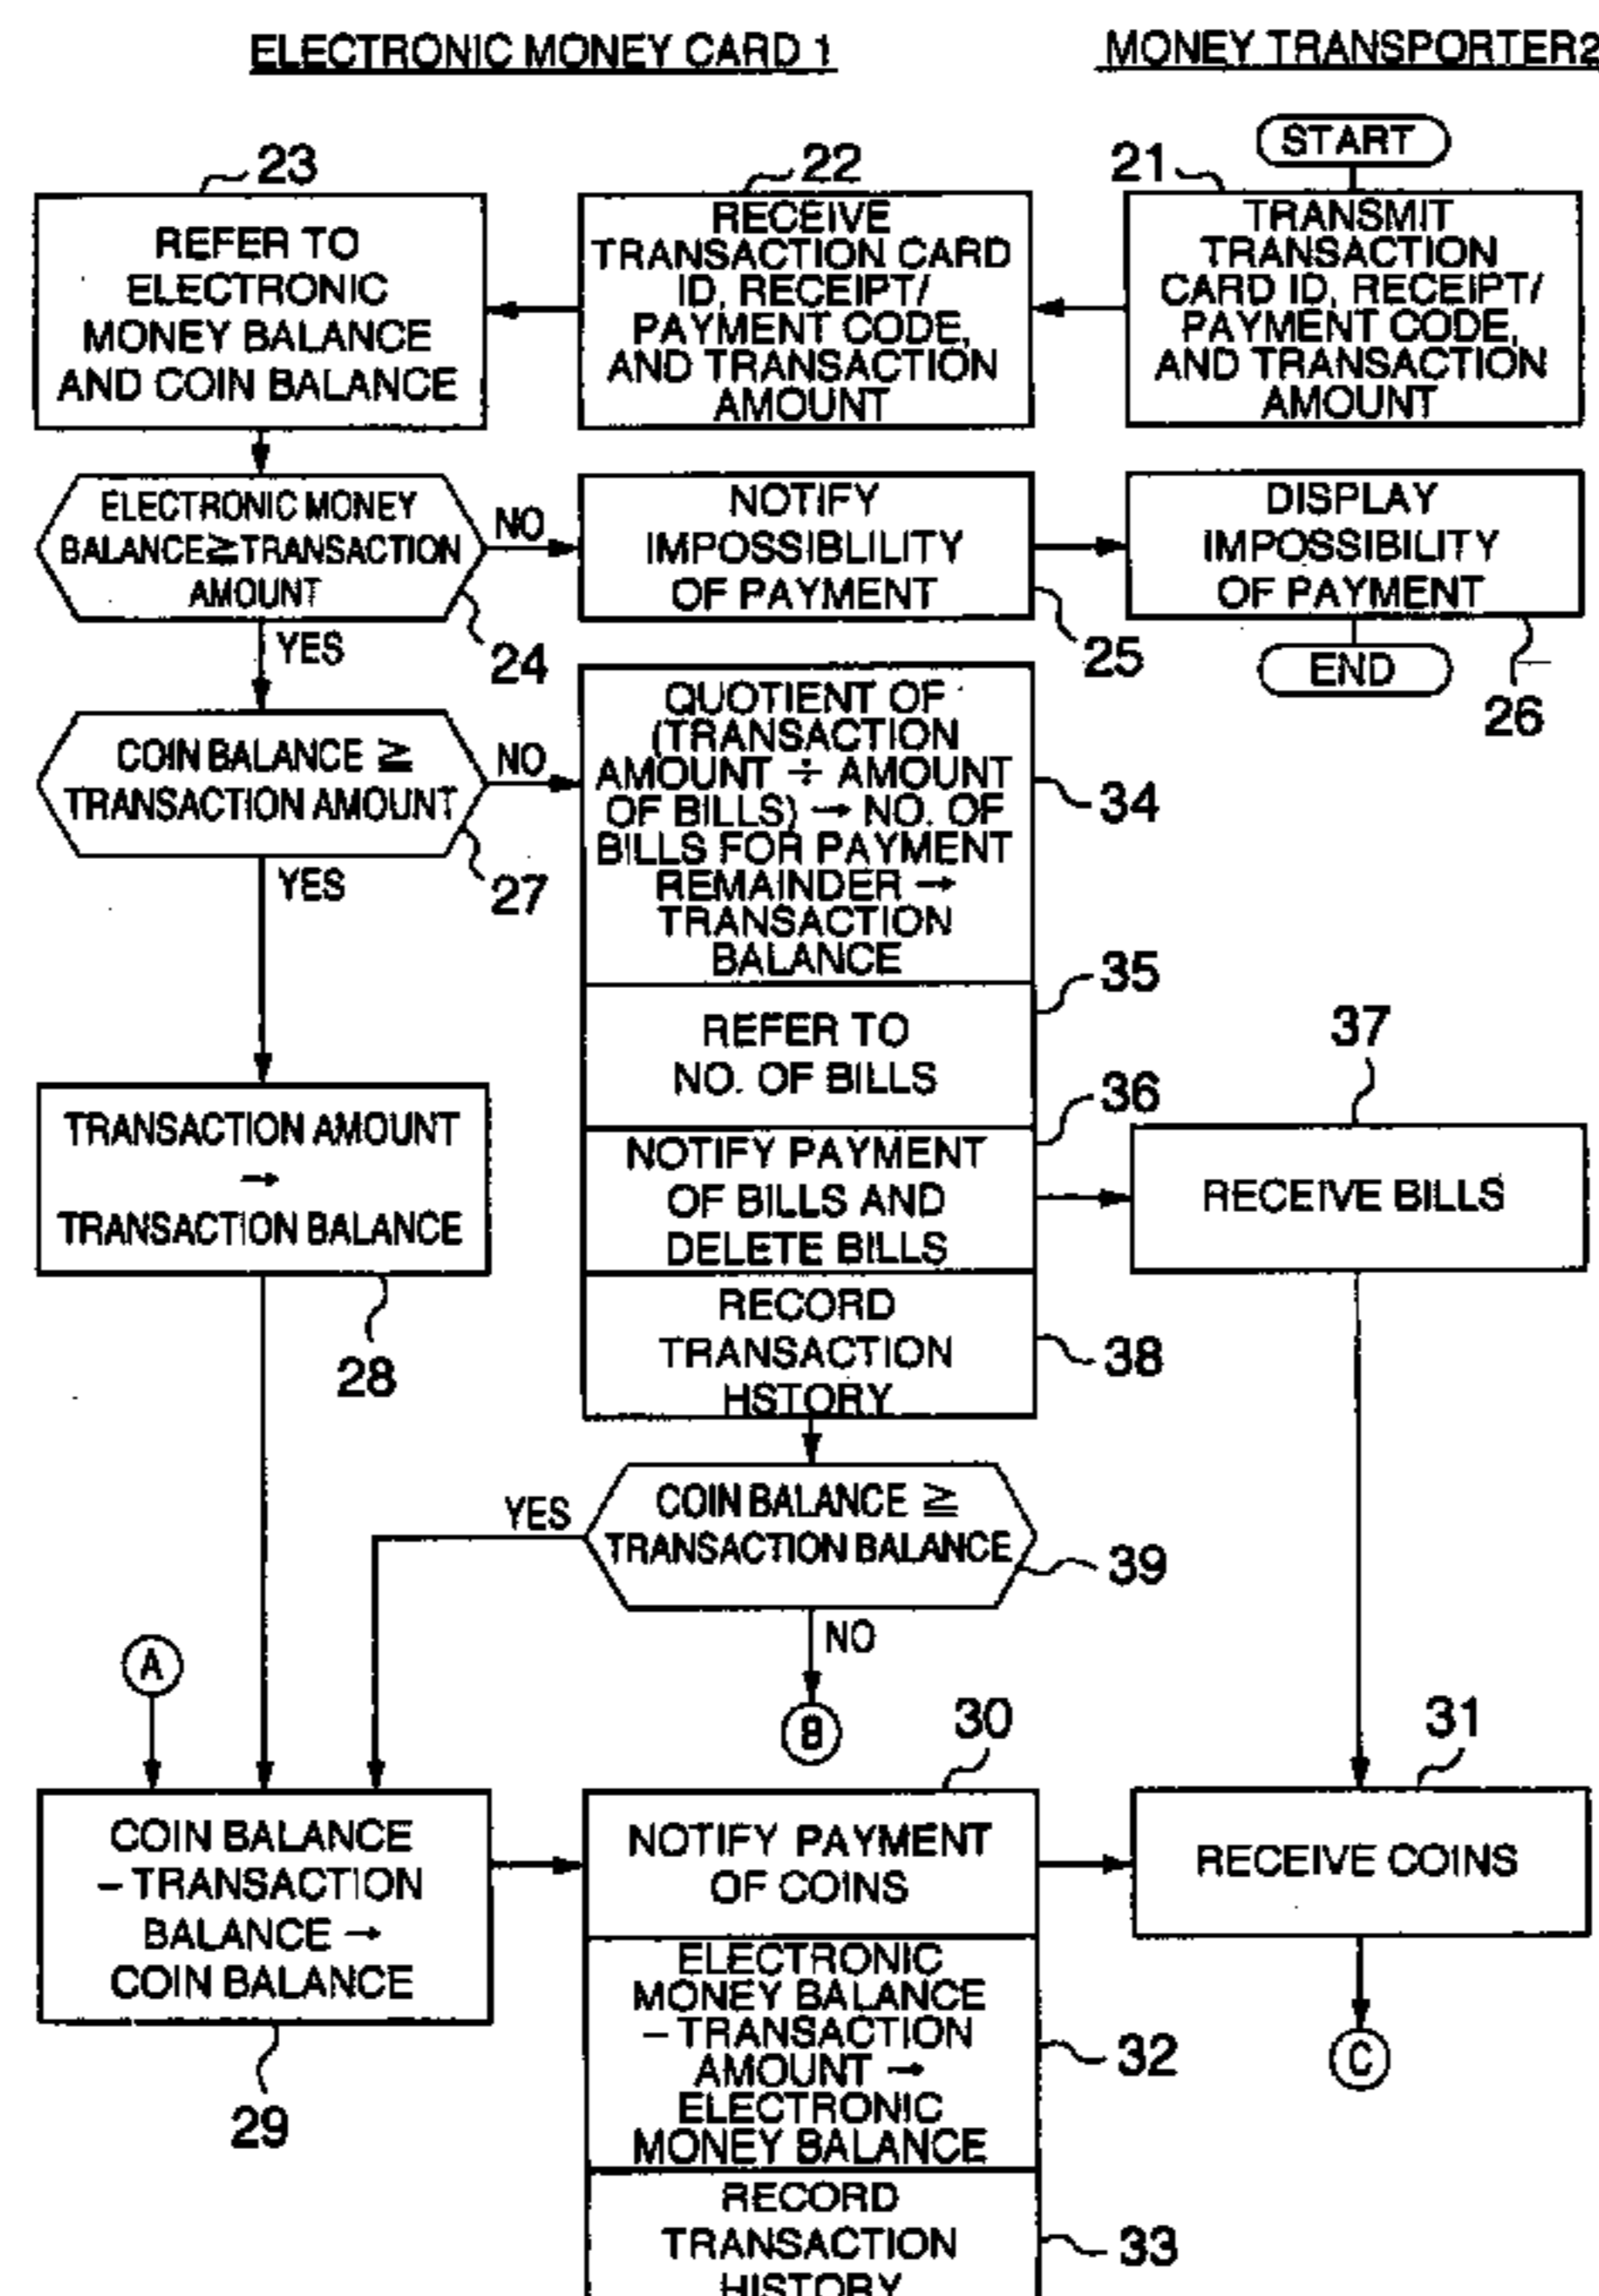 ELECTRONIC MONEY CARD 1
MONEY TRANSPORTER2
START
23
22
21
REFER TO
ELECTRONIC
MONEY BALANCE
AND COIN BALANCE
RECEIVE
TRANSACTION CARD
ID, RECEIPT/
PAYMENT CODE,
AND TRANSACTION
AMOUNT
TRANSMIT
TRANSACTION
CARD ID, RECEIPT/
PAYMENT CODE,
AND TRANSACTION
AMOUNT
ELECTRONIC MONEY
BALANCE≧TRANSACTION
AMOUNT
NO
YES
24
NOTIFY
IMPOSSIBLILITY
OF PAYMENT
25
DISPLAY
IMPOSSIBILITY
OF PAYMENT
END
26
COIN BALANCE ≧
TRANSACTION AMOUNT
NO
YES
27
QUOTIENT OF
(TRANSACTION
AMOUNT ÷ AMOUNT
OF BILLS) → NO. OF
BILLS FOR PAYMENT
REMAINDER →
TRANSACTION
BALANCE
34
35
REFER TO
NO. OF BILLS
36
37
NOTIFY PAYMENT
OF BILLS AND
DELETE BILLS
RECEIVE BILLS
TRANSACTION AMOUNT
→
TRANSACTION BALANCE
28
RECORD
TRANSACTION
HSTORY
38
COIN BALANCE ≧
TRANSACTION BALANCE
YES
39
NO
A
B
30
31
COIN BALANCE
– TRANSACTION
BALANCE →
COIN BALANCE
29
NOTIFY PAYMENT
OF COINS
RECEIVE COINS
ELECTRONIC
MONEY BALANCE
– TRANSACTION
AMOUNT →
ELECTRONIC
MONEY BALANCE
32
C
RECORD
TRANSACTION
HISTORY
33